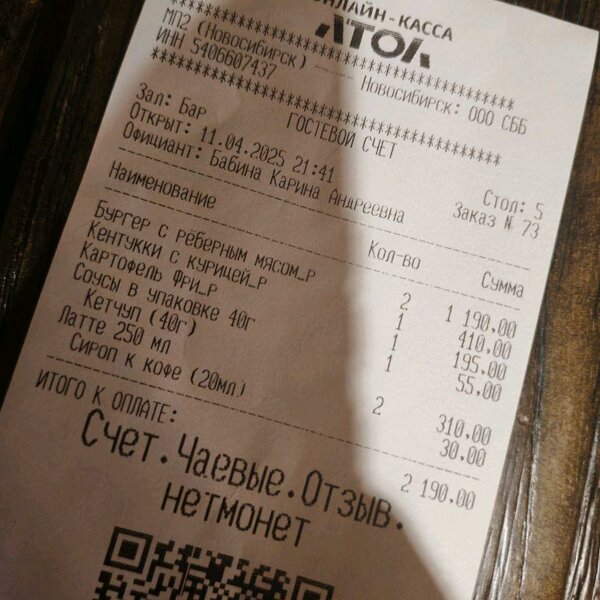 ОНЛАЙН-КАССА
АТОЛ
****************************************
МП2 (Новосибирск) - Новосибирск: ООО СББ
ИНН 5406607437
****************************************
ГОСТЕВОЙ СЧЕТ
Зал: Бар Стол: 5
Открыт: 11.04.2025 21:41 Заказ № 73
Официант: Бабина Карина Андреевна
Наименование Кол-во Сумма
Бургер с рёберным мясом_Р 2 1 190,00
Кентукки с курицей_Р 1 410,00
Картофель Фри_Р 1 195,00
Соусы в упаковке 40г 1 55,00
Кетчуп (40г)
Латте 250 мл 2 310,00
Сироп к кофе (20мл) 30,00
ИТОГО К ОПЛАТЕ: 2 190,00
Счет.Чаевые.Отзыв.
нетмонет